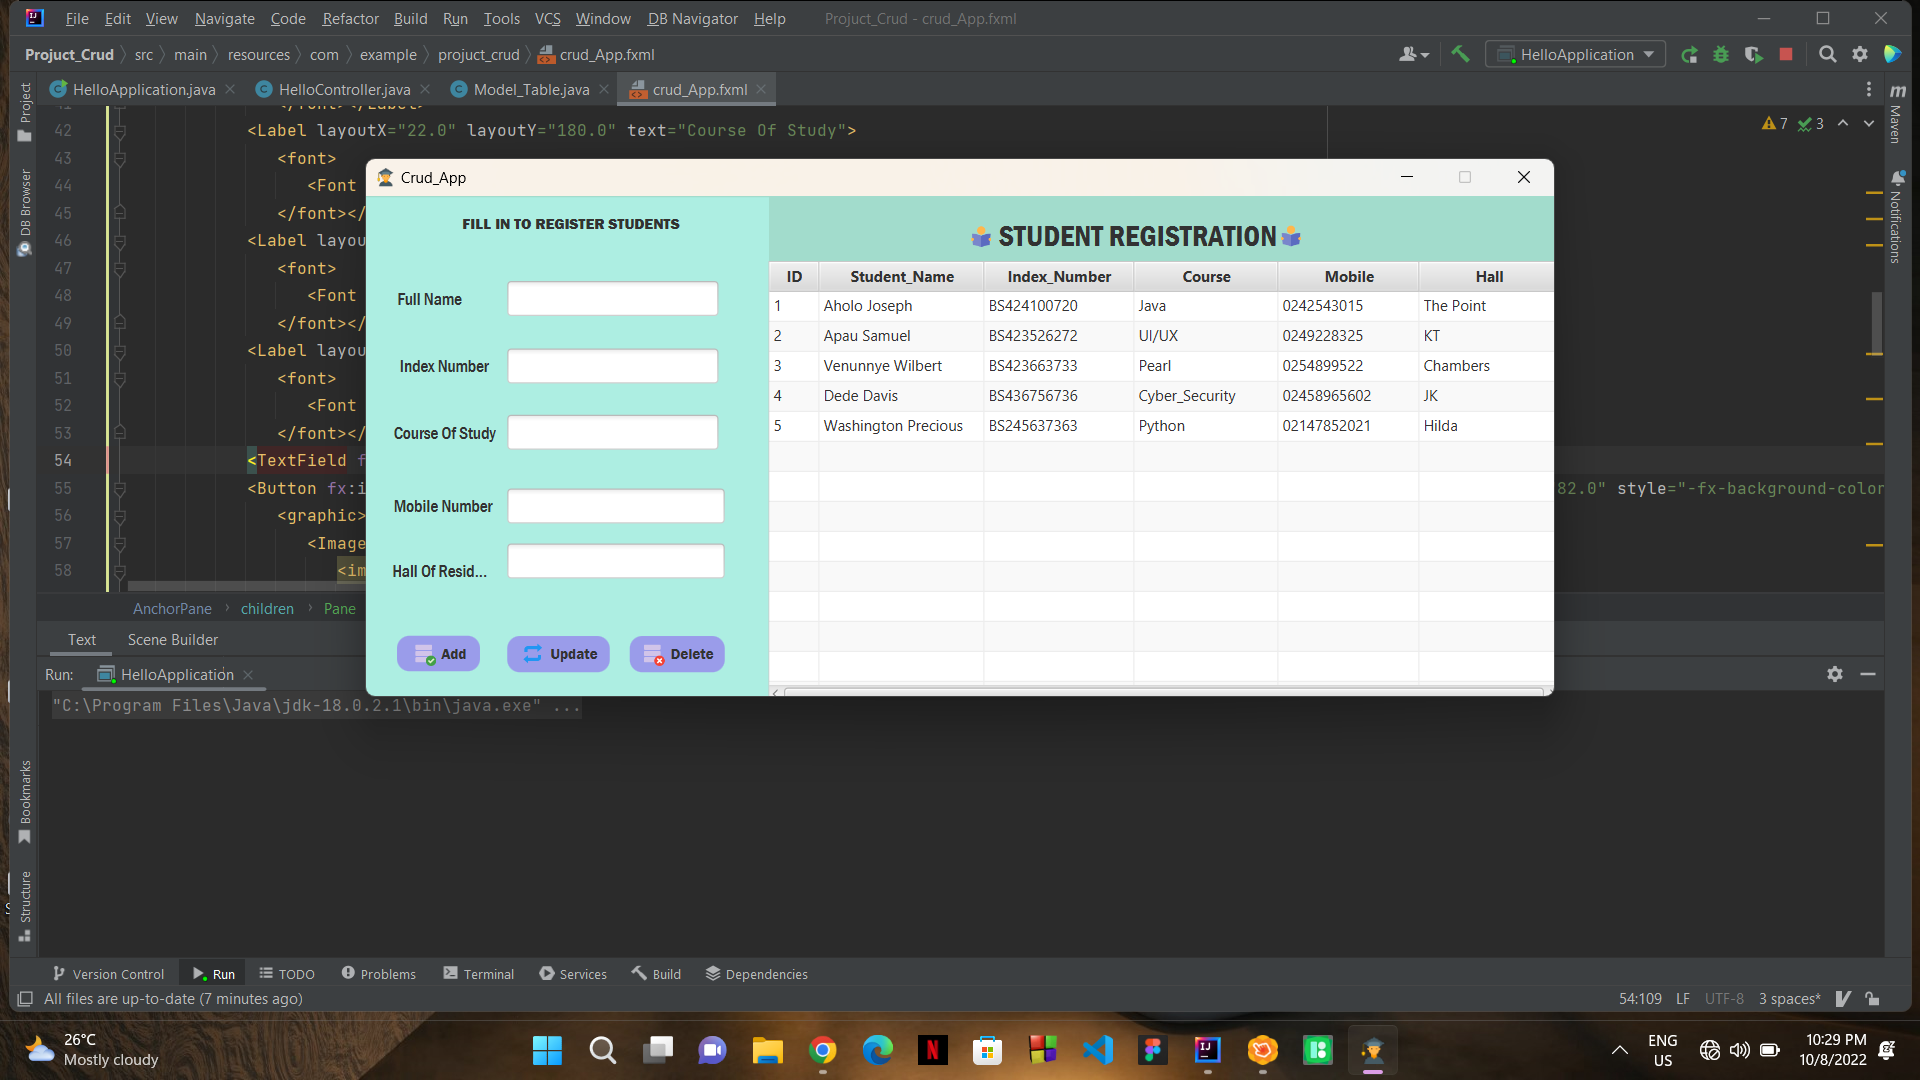 File Edit View Navigate Code Refactor Build Run Tools VCS Window DB Navigator Help Projuct_Crud - crud_App.fxml
Projuct_Crud src main resources com example projuct_crud crud_App.fxml HelloApplication
HelloApplication.java HelloController.java Model_Table.java crud_App.fxml
Project
DB Browser
Bookmarks
Structure
Maven
Notifications
7 3
41 </font></Label>
42 <Label layoutX="22.0" layoutY="180.0" text="Course Of Study">
43 <font>
44 <Font
45 </font></
46 <Label layou
47 <font>
48 <Font
49 </font></
50 <Label layou
51 <font>
52 <Font
53 </font></
54 <TextField f
55 <Button fx:i 82.0" style="-fx-background-color
56 <graphic>
57 <Image
58 <im
Crud_App
FILL IN TO REGISTER STUDENTS
Full Name
Index Number
Course Of Study
Mobile Number
Hall Of Resid...
Add Update Delete
STUDENT REGISTRATION
ID Student_Name Index_Number Course Mobile Hall
1 Aholo Joseph BS424100720 Java 0242543015 The Point
2 Apau Samuel BS423526272 UI/UX 0249228325 KT
3 Venunnye Wilbert BS423663733 Pearl 0254899522 Chambers
4 Dede Davis BS436756736 Cyber_Security 02458965602 JK
5 Washington Precious BS245637363 Python 02147852021 Hilda
AnchorPane children Pane
Text Scene Builder
Run: HelloApplication
"C:\Program Files\Java\jdk-18.0.2.1\bin\java.exe" ...
Version Control Run TODO Problems Terminal Services Build Dependencies
All files are up-to-date (7 minutes ago) 54:109 LF UTF-8 3 spaces*
26°C
Mostly cloudy
ENG
US
10:29 PM
10/8/2022